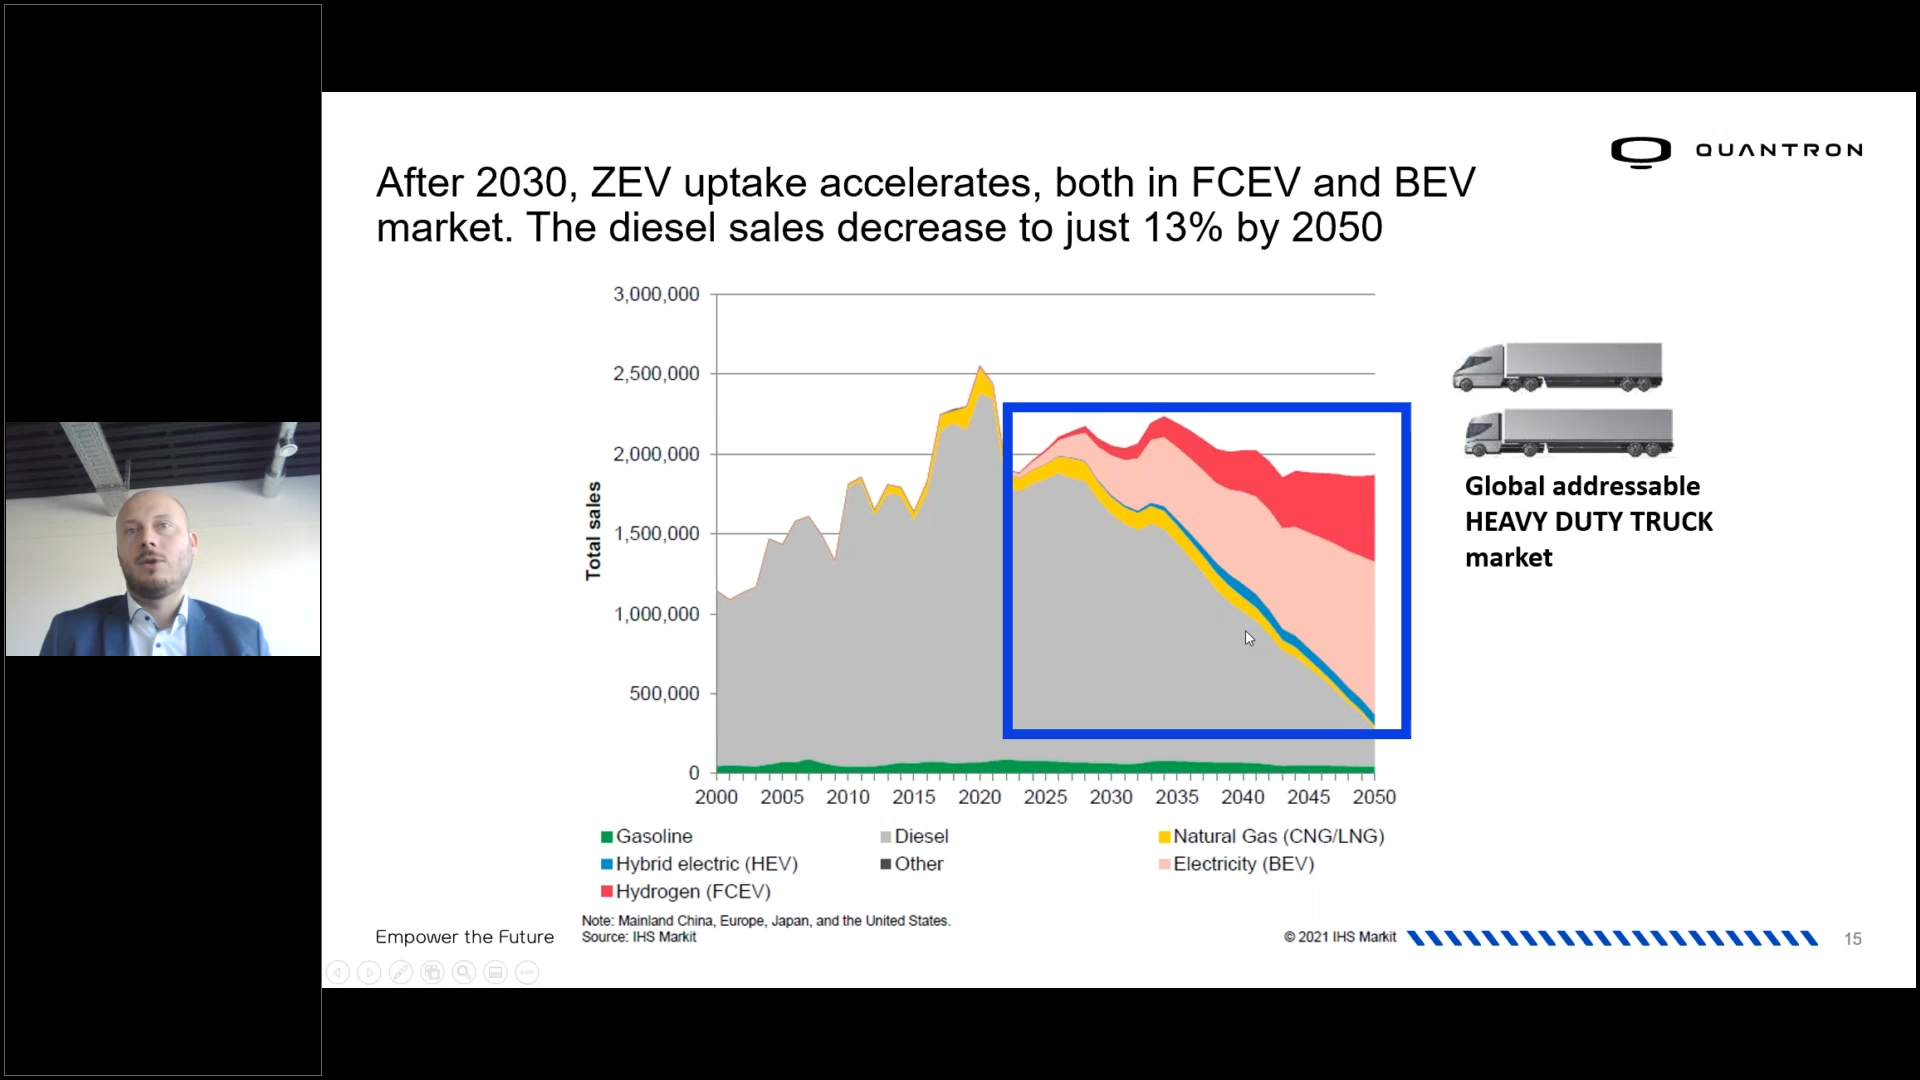 QUANTRON
After 2030, ZEV uptake accelerates, both in FCEV and BEV
market. The diesel sales decrease to just 13% by 2050
3,000,000
2,500,000
2,000,000
1,500,000
1,000,000
500,000
0
Total sales
2000 2005 2010 2015 2020 2025 2030 2035 2040 2045 2050
Gasoline Diesel Natural Gas (CNG/LNG)
Hybrid electric (HEV) Other Electricity (BEV)
Hydrogen (FCEV)
Global addressable
HEAVY DUTY TRUCK
market
Note: Mainland China, Europe, Japan, and the United States.
Source: IHS Markit
© 2021 IHS Markit
Empower the Future
15